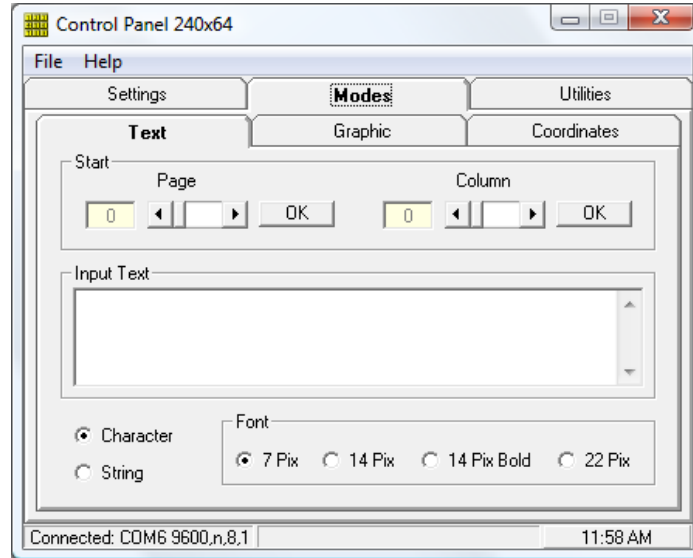 Control Panel 240x64
File Help
Settings Modes Utilities
Text Graphic Coordinates
Start
Page Column
0 OK 0 OK
Input Text
Character
String
Font
7 Pix 14 Pix 14 Pix Bold 22 Pix
Connected: COM6 9600,n,8,1 11:58 AM